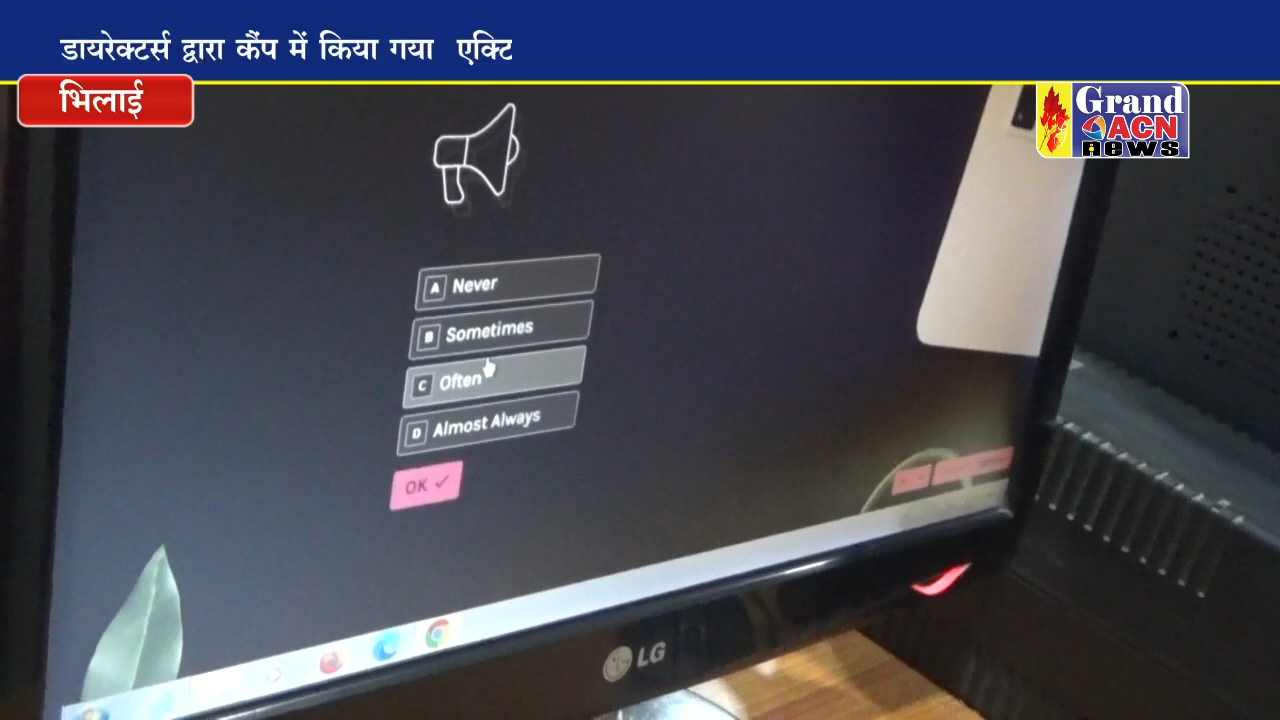 डायरेक्टर्स द्वारा कैंप में किया गया एक्टि
भिलाई
Grand
ACN
news
A Never
B Sometimes
C Often
D Almost Always
OK ✓
LG